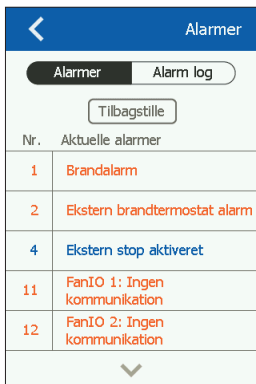 Alarmer
Alarmer
Alarm log
Tilbagstille
Nr. Aktuelle alarmer
1 Brandalarm
2 Ekstern brandtermostat alarm
4 Ekstern stop aktiveret
11 FanIO 1: Ingen
kommunikation
12 FanIO 2: Ingen
kommunikation